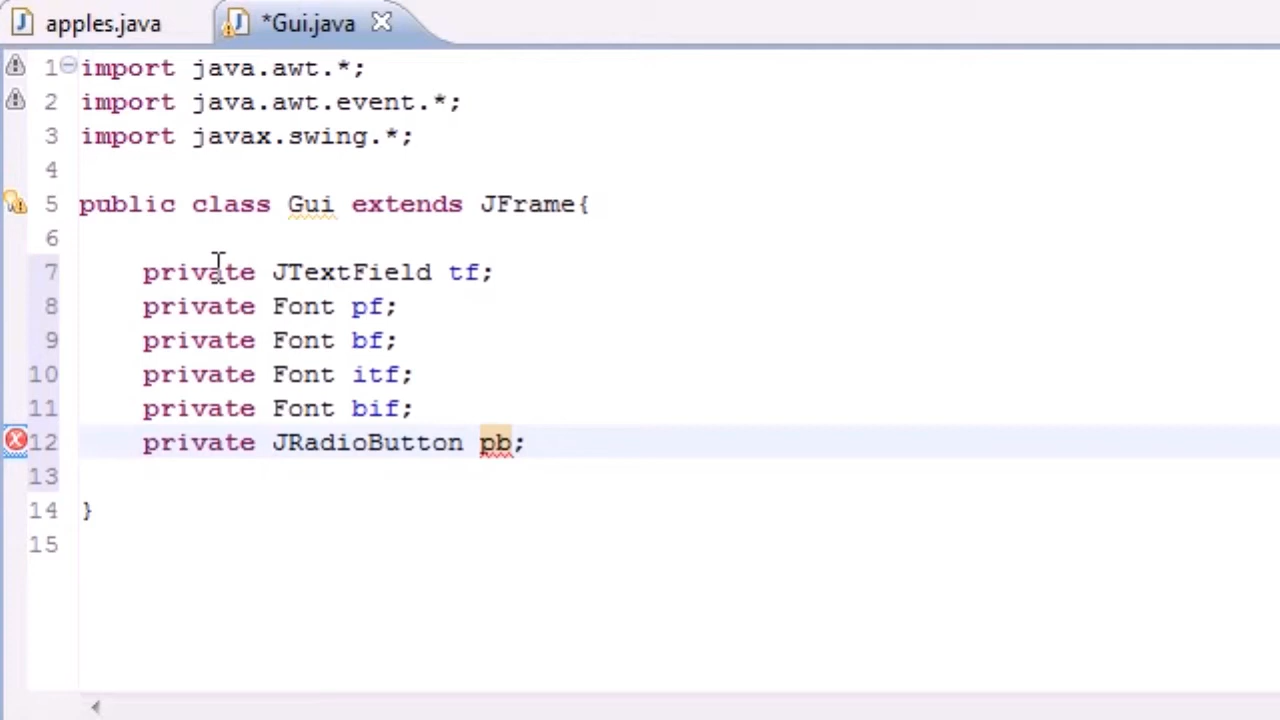 apples.java
*Gui.java
1 import java.awt.*;
2 import java.awt.event.*;
3 import javax.swing.*;
4
5 public class Gui extends JFrame{
6
7 private JTextField tf;
8 private Font pf;
9 private Font bf;
10 private Font itf;
11 private Font bif;
12 private JRadioButton pb;
13
14 }
15